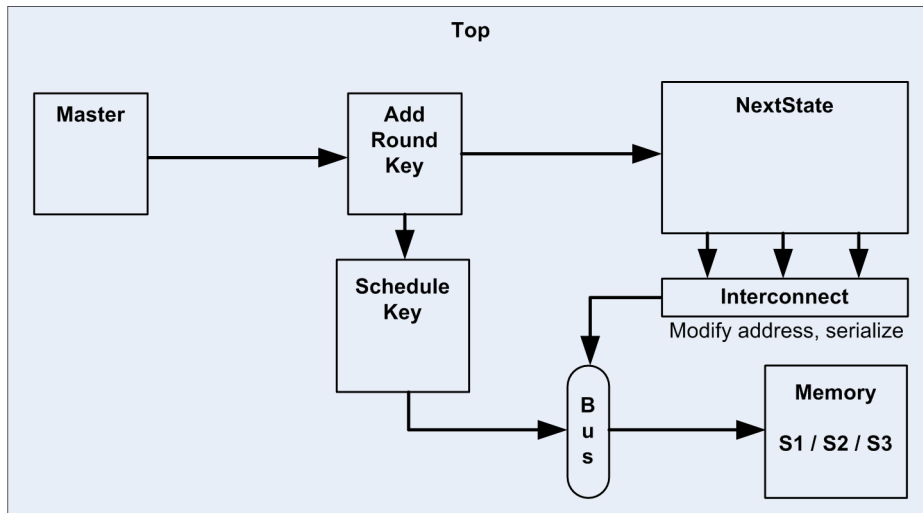 Top
Master
Add
Round
Key
NextState
Schedule
Key
Interconnect
Modify address, serialize
B
u
s
Memory
S1 / S2 / S3